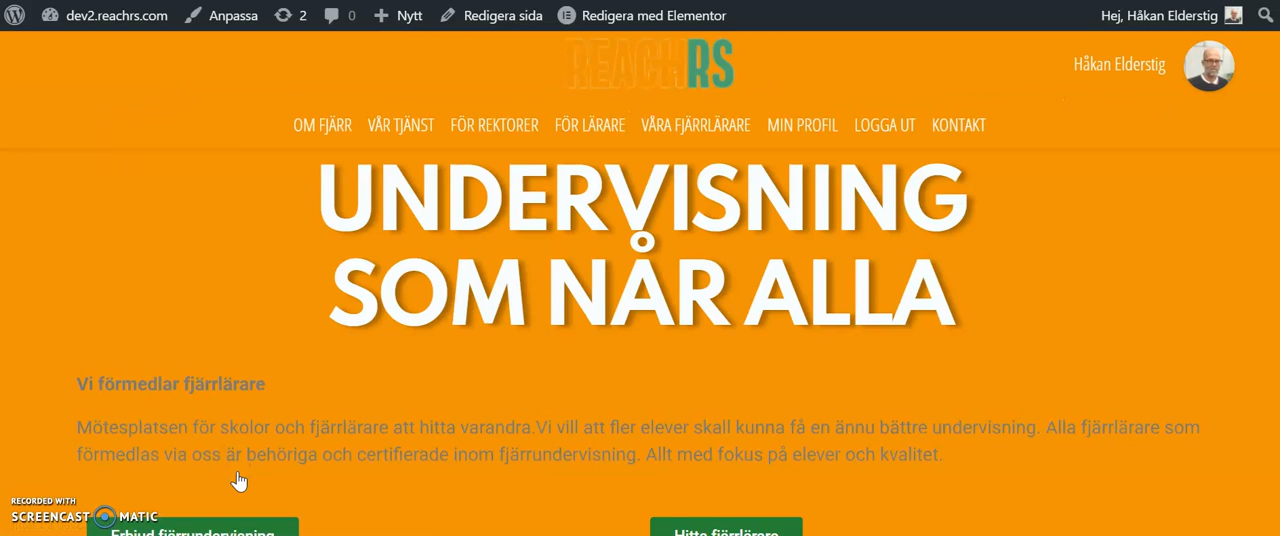 dev2.reachrs.com Anpassa 2 0 Nytt Redigera sida Redigera med Elementor Hej, Håkan Elderstig
REACHRS
Håkan Elderstig
OM FJÄRR VÅR TJÄNST FÖR REKTORER FÖR LÄRARE VÅRA FJÄRRLÄRARE MIN PROFIL LOGGA UT KONTAKT
UNDERVISNING
SOM NÅR ALLA
Vi förmedlar fjärrlärare
Mötesplatsen för skolor och fjärrlärare att hitta varandra.Vi vill att fler elever skall kunna få en ännu bättre undervisning. Alla fjärrlärare som
förmedlas via oss är behöriga och certifierade inom fjärrundervisning. Allt med fokus på elever och kvalitet.
RECORDED WITH
SCREENCAST MATIC
Erbjud fjärrundervisning Hitta fjärrlärare